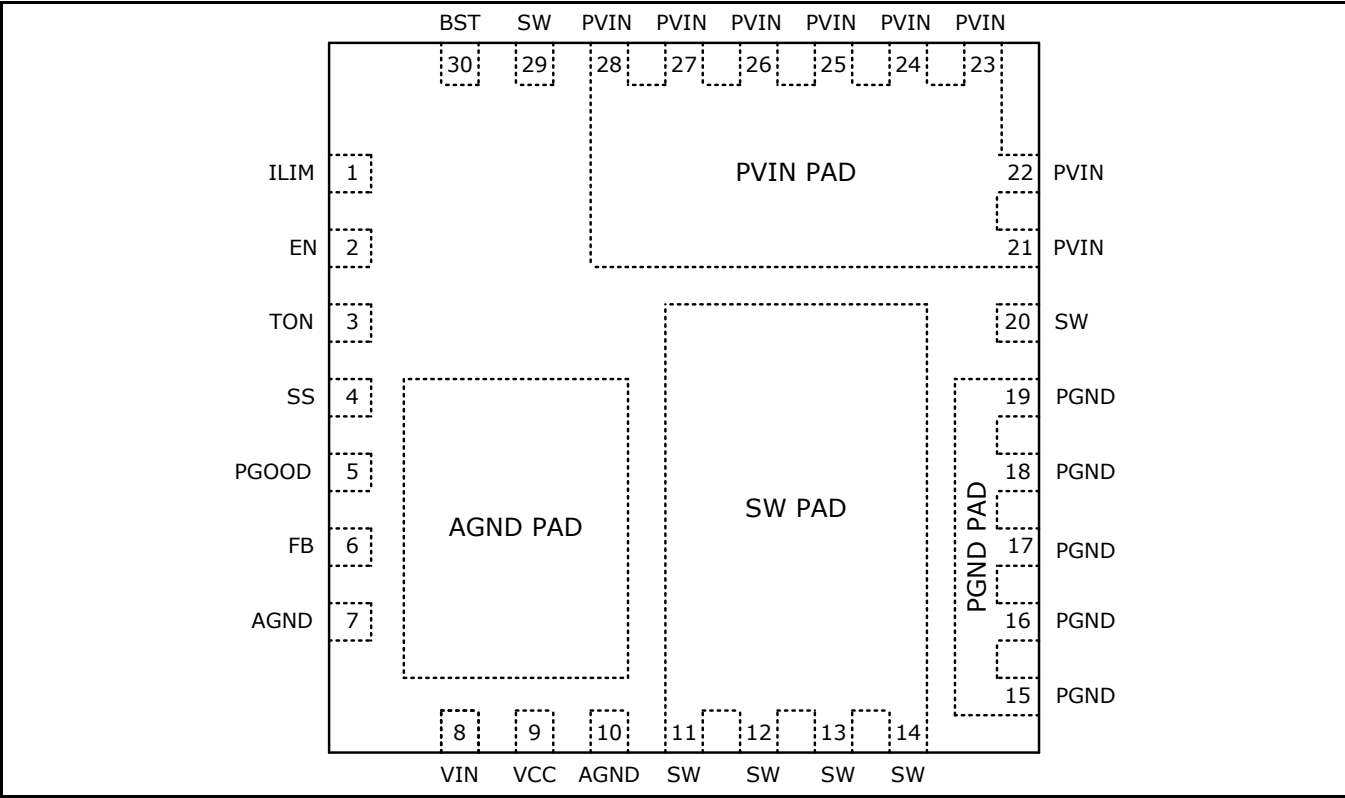 BST SW PVIN PVIN PVIN PVIN PVIN PVIN
30 29 28 27 26 25 24 23
ILIM 1 PVIN PAD 22 PVIN
EN 2 21 PVIN
TON 3 20 SW
SS 4 19 PGND
PGOOD 5 18 PGND
SW PAD
AGND PAD
PGND PAD
FB 6 17 PGND
AGND 7 16 PGND
15 PGND
8 9 10 11 12 13 14
VIN VCC AGND SW SW SW SW